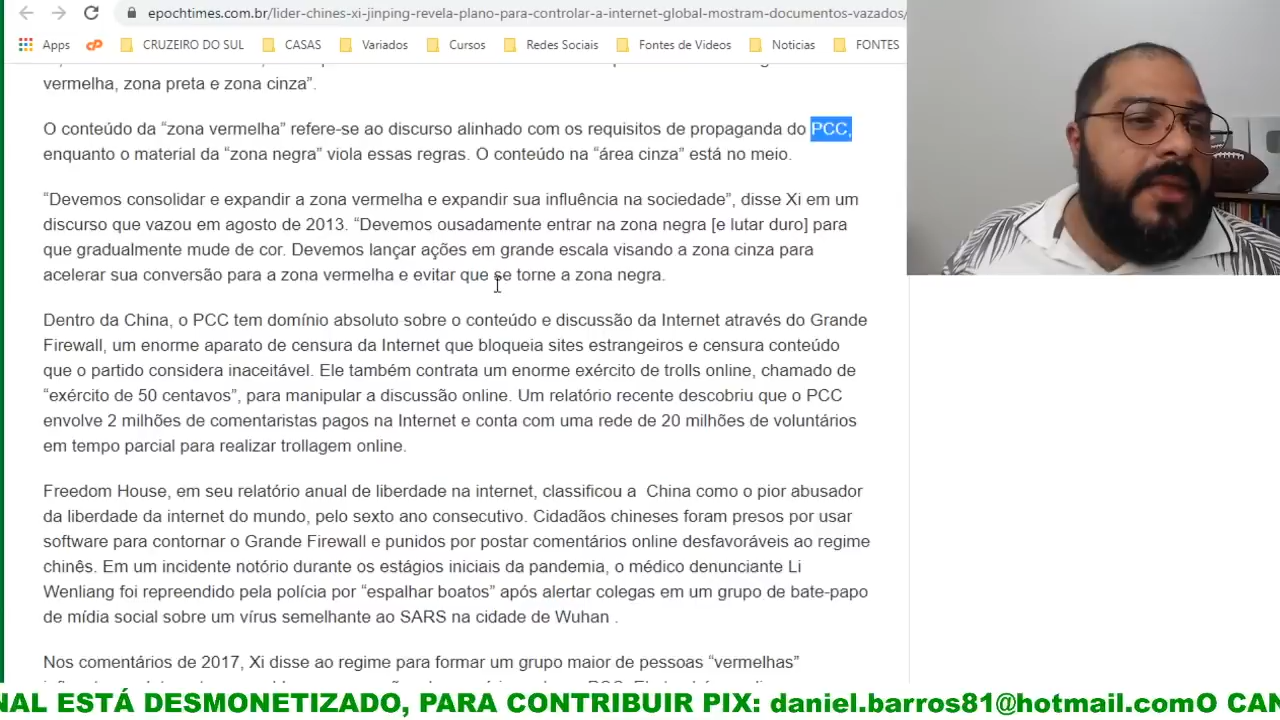 epochtimes.com.br/lider-chines-xi-jinping-revela-plano-para-controlar-a-internet-global-mostram-documentos-vazados/
Apps CRUZEIRO DO SUL CASAS Variados Cursos Redes Sociais Fontes de Videos Noticias FONTES
vermelha, zona preta e zona cinza”.
O conteúdo da “zona vermelha” refere-se ao discurso alinhado com os requisitos de propaganda do PCC,
enquanto o material da “zona negra” viola essas regras. O conteúdo na “área cinza” está no meio.
“Devemos consolidar e expandir a zona vermelha e expandir sua influência na sociedade”, disse Xi em um
discurso que vazou em agosto de 2013. “Devemos ousadamente entrar na zona negra [e lutar duro] para
que gradualmente mude de cor. Devemos lançar ações em grande escala visando a zona cinza para
acelerar sua conversão para a zona vermelha e evitar que se torne a zona negra.
Dentro da China, o PCC tem domínio absoluto sobre o conteúdo e discussão da Internet através do Grande
Firewall, um enorme aparato de censura da Internet que bloqueia sites estrangeiros e censura conteúdo
que o partido considera inaceitável. Ele também contrata um enorme exército de trolls online, chamado de
“exército de 50 centavos”, para manipular a discussão online. Um relatório recente descobriu que o PCC
envolve 2 milhões de comentaristas pagos na Internet e conta com uma rede de 20 milhões de voluntários
em tempo parcial para realizar trollagem online.
Freedom House, em seu relatório anual de liberdade na internet, classificou a China como o pior abusador
da liberdade da internet do mundo, pelo sexto ano consecutivo. Cidadãos chineses foram presos por usar
software para contornar o Grande Firewall e punidos por postar comentários online desfavoráveis ao regime
chinês. Em um incidente notório durante os estágios iniciais da pandemia, o médico denunciante Li
Wenliang foi repreendido pela polícia por “espalhar boatos” após alertar colegas em um grupo de bate-papo
de mídia social sobre um vírus semelhante ao SARS na cidade de Wuhan .
Nos comentários de 2017, Xi disse ao regime para formar um grupo maior de pessoas “vermelhas”
NAL ESTÁ DESMONETIZADO, PARA CONTRIBUIR PIX: daniel.barros81@hotmail.comO CAN